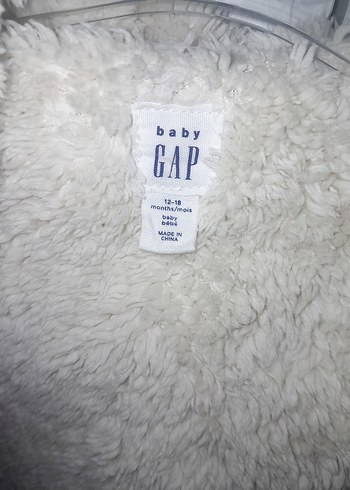 baby
GAP
12-18
months/mois
baby
bébé
MADE IN
CHINA